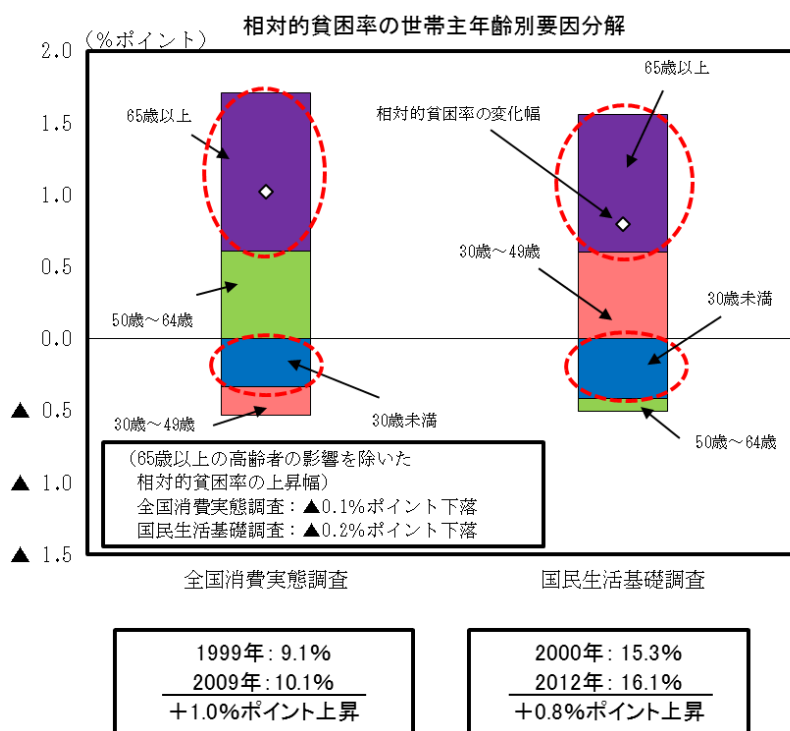 相対的貧困率の世帯主年齢別要因分解
(%ポイント)
2.0
1.5
1.0
0.5
0.0
▲ 0.5
▲ 1.0
▲ 1.5
65歳以上
50歳～64歳
30歳～49歳
30歳未満
相対的貧困率の変化幅
65歳以上
30歳～49歳
30歳未満
50歳～64歳
(65歳以上の高齢者の影響を除いた
相対的貧困率の上昇幅)
全国消費実態調査：▲0.1%ポイント下落
国民生活基礎調査：▲0.2%ポイント下落
全国消費実態調査
国民生活基礎調査
1999年：9.1%
2009年：10.1%
＋1.0%ポイント上昇
2000年：15.3%
2012年：16.1%
＋0.8%ポイント上昇